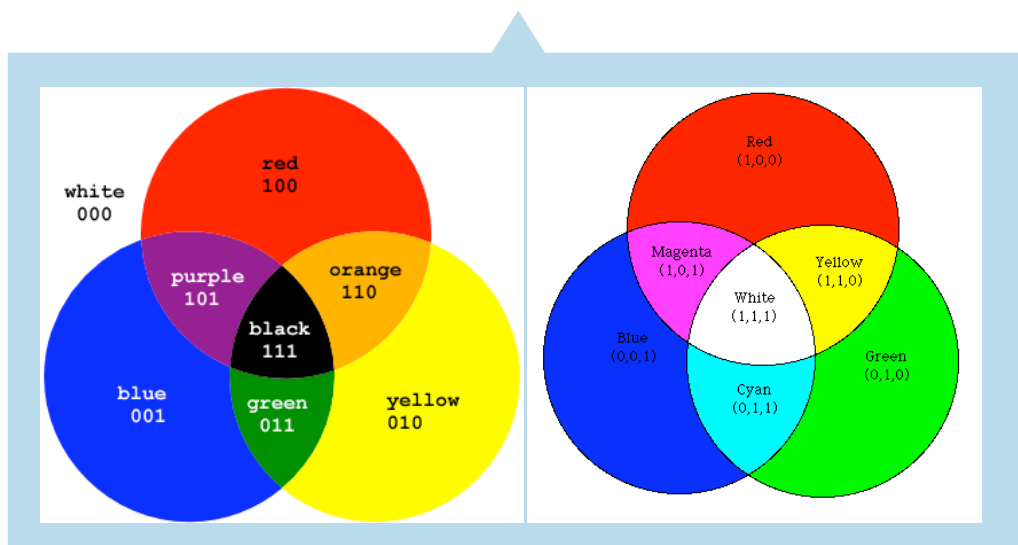 red
100
white
000
purple
101
orange
110
black
111
blue
001
green
011
yellow
010
Red
(1,0,0)
Magenta
(1,0,1)
Yellow
(1,1,0)
White
(1,1,1)
Blue
(0,0,1)
Green
(0,1,0)
Cyan
(0,1,1)